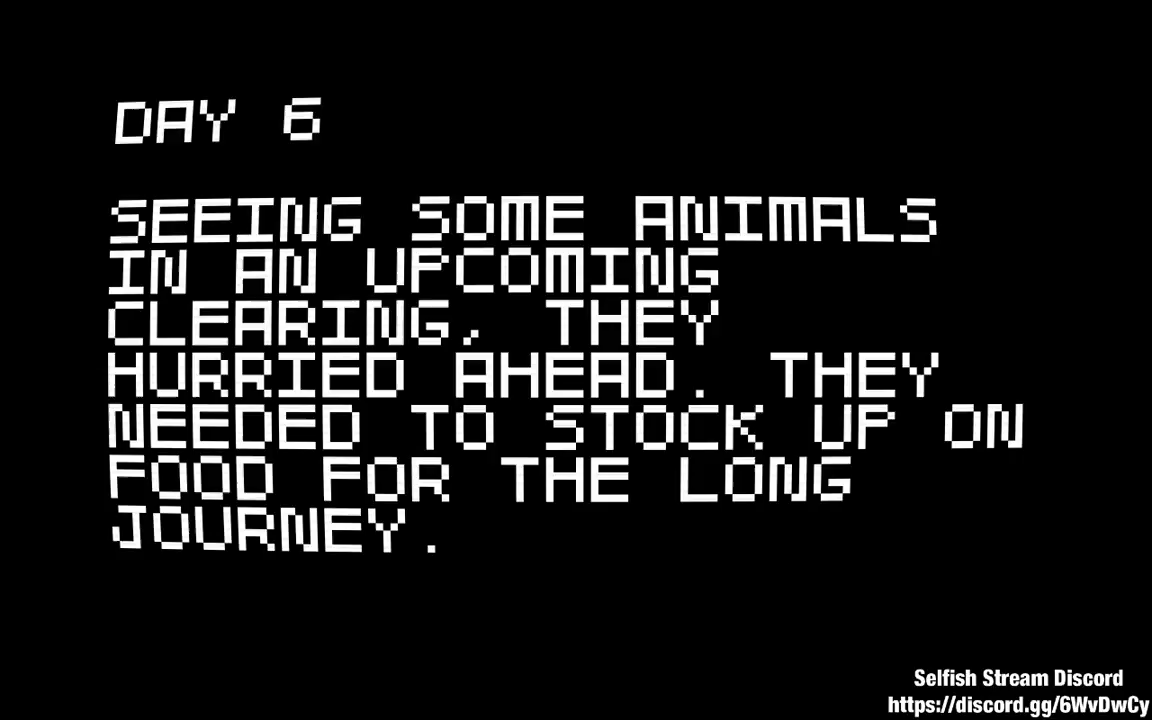 DAY 6
SEEING SOME ANIMALS
IN AN UPCOMING
CLEARING, THEY
HURRIED AHEAD. THEY
NEEDED TO STOCK UP ON
FOOD FOR THE LONG
JOURNEY.
Selfish Stream Discord
https://discord.gg/6WvDwCy